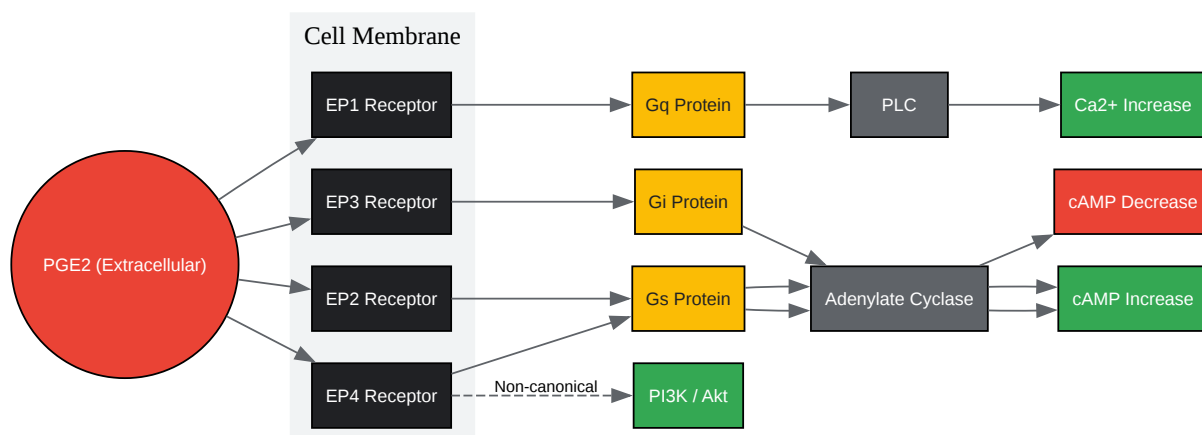 Cell Membrane
EP1 Receptor
Gq Protein
PLC
Ca2+ Increase
EP3 Receptor
Gi Protein
cAMP Decrease
PGE2 (Extracellular)
EP2 Receptor
Gs Protein
Adenylate Cyclase
cAMP Increase
EP4 Receptor
Non-canonical
PI3K / Akt